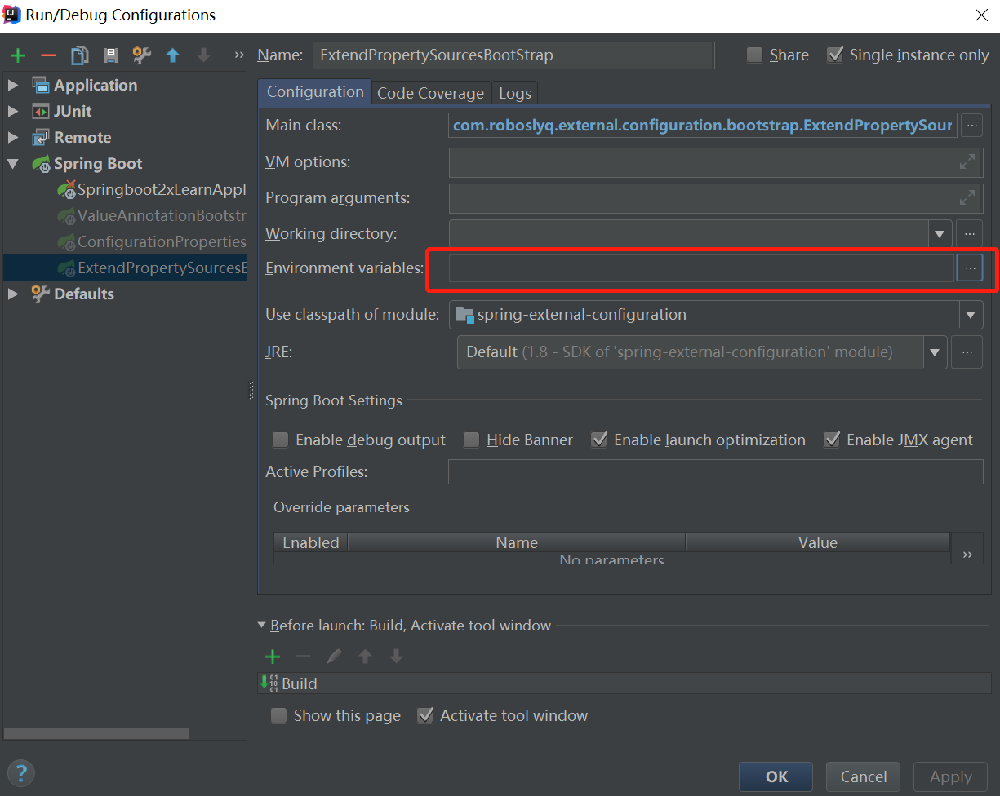 Run/Debug Configurations
Name: ExtendPropertySourcesBootStrap Share Single instance only
Application
JUnit
Remote
Spring Boot
Springboot2xLearnAppl
ValueAnnotationBootstr
ConfigurationProperties
ExtendPropertySourcesB
Defaults
Configuration Code Coverage Logs
Main class: com.roboslyq.external.configuration.bootstrap.ExtendPropertySour ...
VM options:
Program arguments:
Working directory: ...
Environment variables: ...
Use classpath of module: spring-external-configuration
JRE: Default (1.8 - SDK of 'spring-external-configuration' module) ...
Spring Boot Settings
Enable debug output Hide Banner Enable launch optimization Enable JMX agent
Active Profiles:
Override parameters
Enabled Name Value
No parameters
Before launch: Build, Activate tool window
Build
Show this page Activate tool window
? OK Cancel Apply